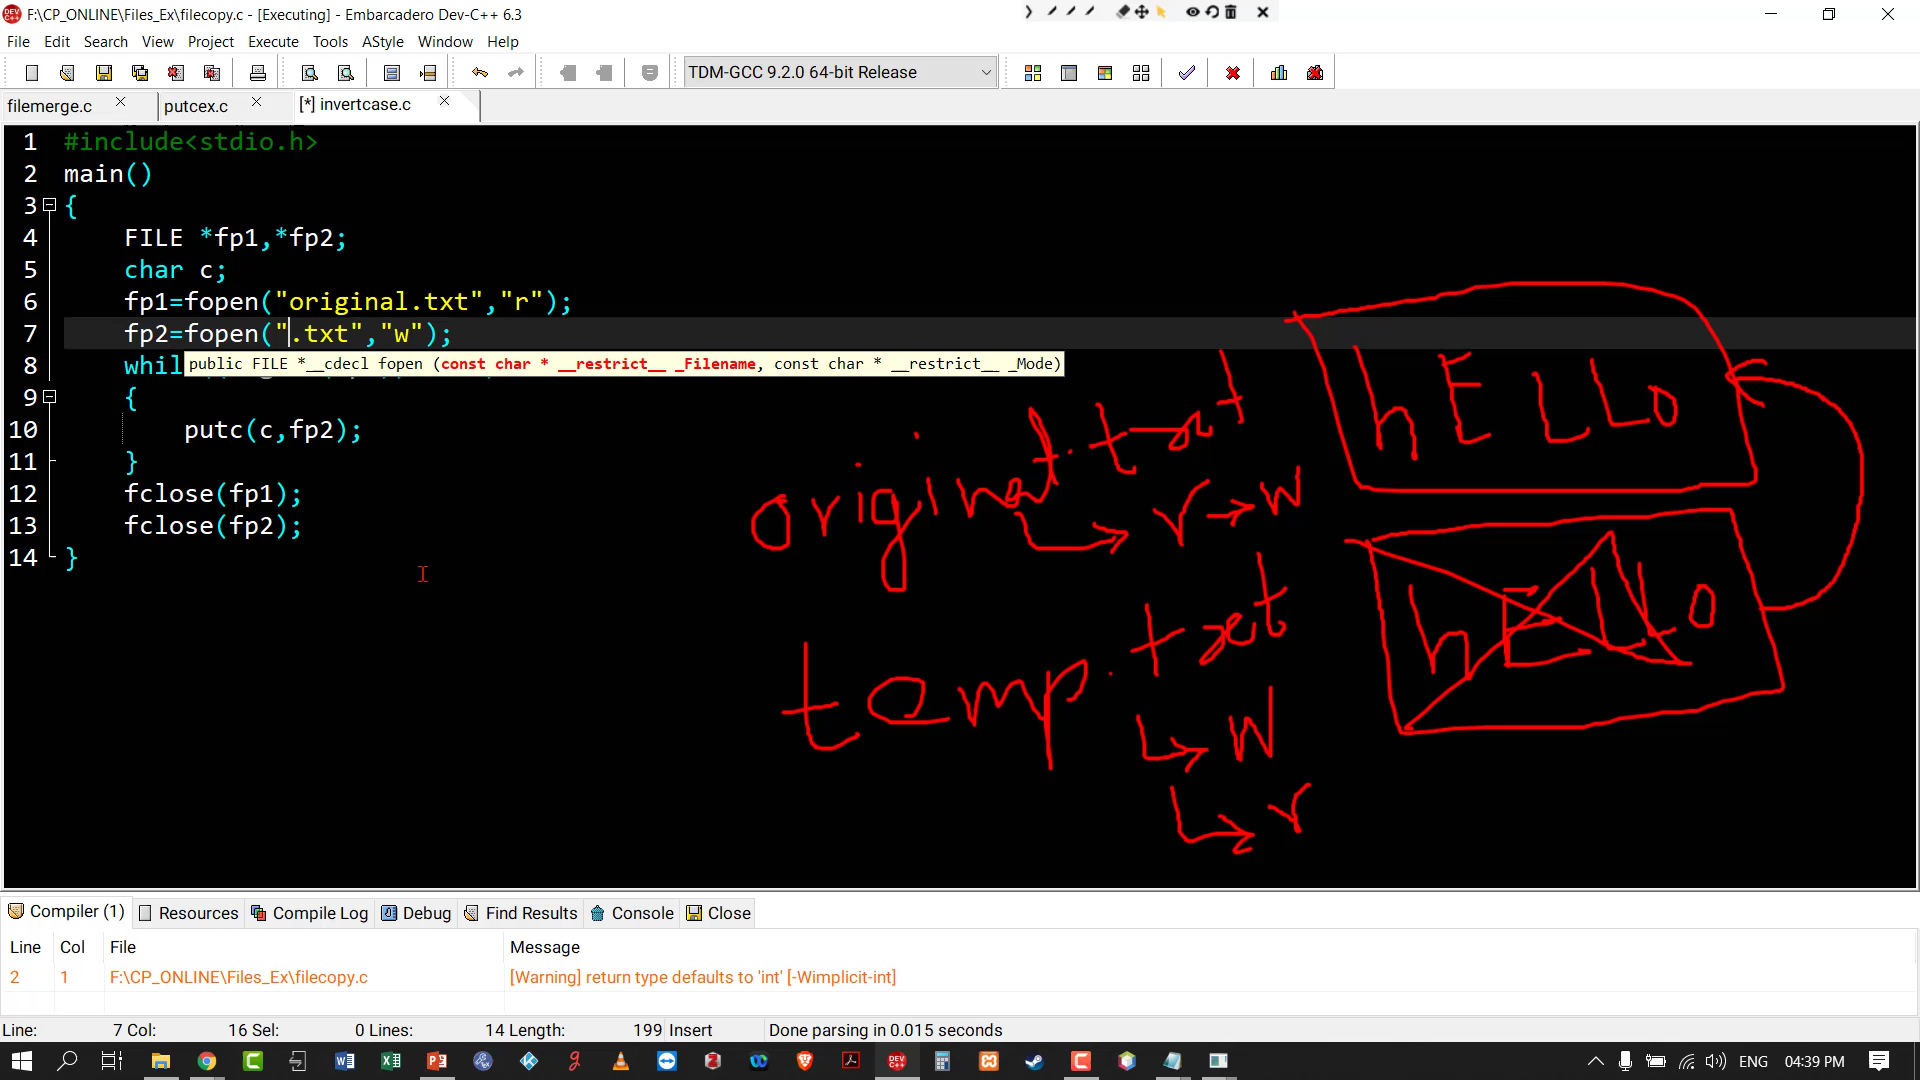 F:\CP_ONLINE\Files_Ex\filecopy.c - [Executing] - Embarcadero Dev-C++ 6.3
File Edit Search View Project Execute Tools AStyle Window Help
TDM-GCC 9.2.0 64-bit Release
filemerge.c putcex.c [*] invertcase.c
1 #include<stdio.h>
2 main()
3 {
4 FILE *fp1,*fp2;
5 char c;
6 fp1=fopen("original.txt","r");
7 fp2=fopen(".txt","w");
8 whil
public FILE *__cdecl fopen (const char * __restrict__ _Filename, const char * __restrict__ _Mode)
9 {
10 putc(c,fp2);
11 }
12 fclose(fp1);
13 fclose(fp2);
14 }
original.txt
r→w
temp.txt
w
r
hELLo
hELLo
Compiler (1) Resources Compile Log Debug Find Results Console Close
Line Col File Message
2 1 F:\CP_ONLINE\Files_Ex\filecopy.c [Warning] return type defaults to 'int' [-Wimplicit-int]
Line: 7 Col: 16 Sel: 0 Lines: 14 Length: 199 Insert Done parsing in 0.015 seconds
ENG 04:39 PM